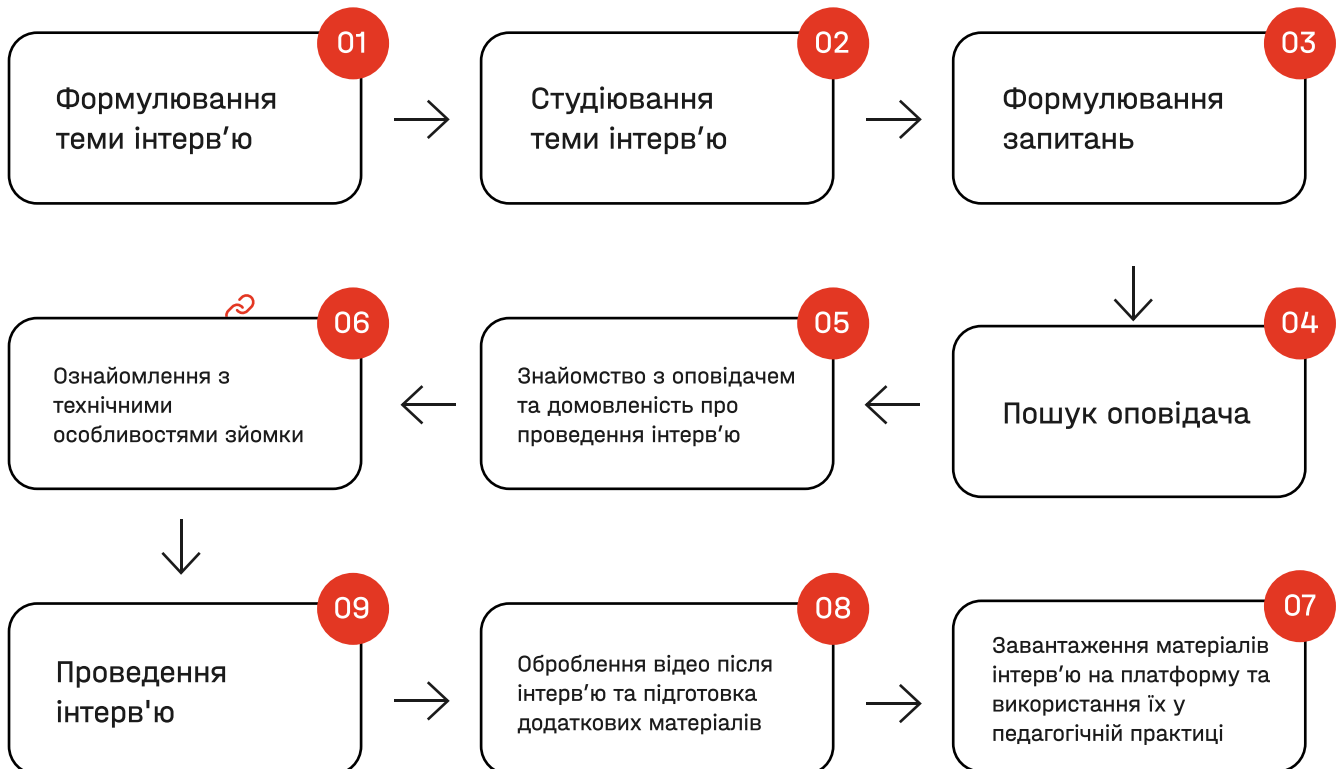 01
Формулювання
теми інтерв’ю
02
Студіювання
теми інтерв’ю
03
Формулювання
запитань
04
Пошук оповідача
05
Знайомство з оповідачем
та домовленість про
проведення інтерв’ю
06
Ознайомлення з
технічними
особливостями зйомки
09
Проведення
інтерв'ю
08
Оброблення відео після
інтерв’ю та підготовка
додаткових матеріалів
07
Завантаження матеріалів
інтерв’ю на платформу та
використання їх у
педагогічній практиці